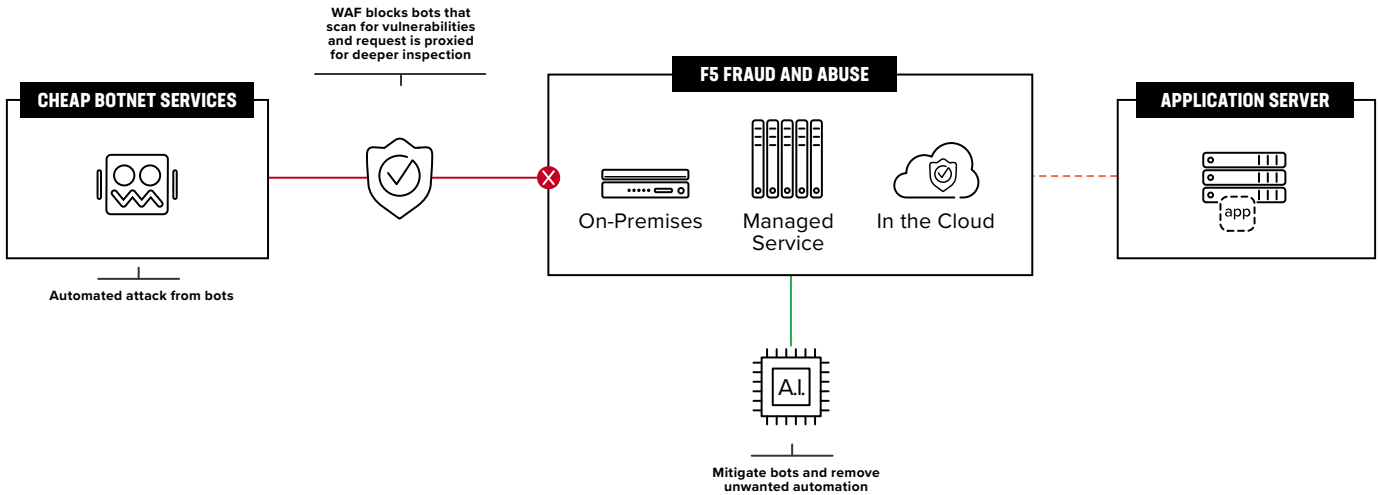 WAF blocks bots that
scan for vulnerabilities
and request is proxied
for deeper inspection
CHEAP BOTNET SERVICES
F5 FRAUD AND ABUSE
APPLICATION SERVER
On-Premises
Managed
Service
In the Cloud
app
Automated attack from bots
A.I.
Mitigate bots and remove
unwanted automation